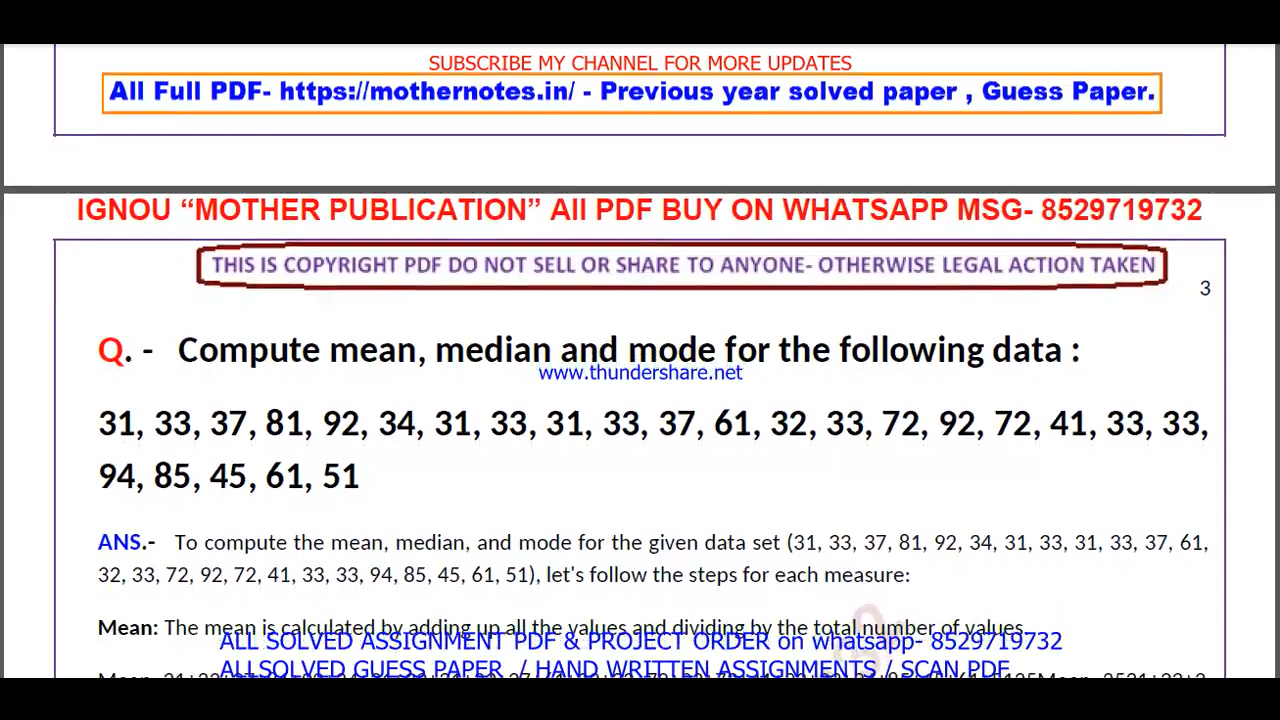 SUBSCRIBE MY CHANNEL FOR MORE UPDATES
All Full PDF- https://mothernotes.in/ - Previous year solved paper , Guess Paper.
IGNOU “MOTHER PUBLICATION” All PDF BUY ON WHATSAPP MSG- 8529719732
THIS IS COPYRIGHT PDF DO NOT SELL OR SHARE TO ANYONE- OTHERWISE LEGAL ACTION TAKEN
3
Q. - Compute mean, median and mode for the following data :
www.thundershare.net
31, 33, 37, 81, 92, 34, 31, 33, 31, 33, 37, 61, 32, 33, 72, 92, 72, 41, 33, 33,
94, 85, 45, 61, 51
ANS.- To compute the mean, median, and mode for the given data set (31, 33, 37, 81, 92, 34, 31, 33, 31, 33, 37, 61,
32, 33, 72, 92, 72, 41, 33, 33, 94, 85, 45, 61, 51), let's follow the steps for each measure:
Mean: The mean is calculated by adding up all the values and dividing by the total number of values.
ALL SOLVED ASSIGNMENT PDF & PROJECT ORDER on whatsapp- 8529719732
ALLSOLVED GUESS PAPER / HAND WRITTEN ASSIGNMENTS / SCAN PDF